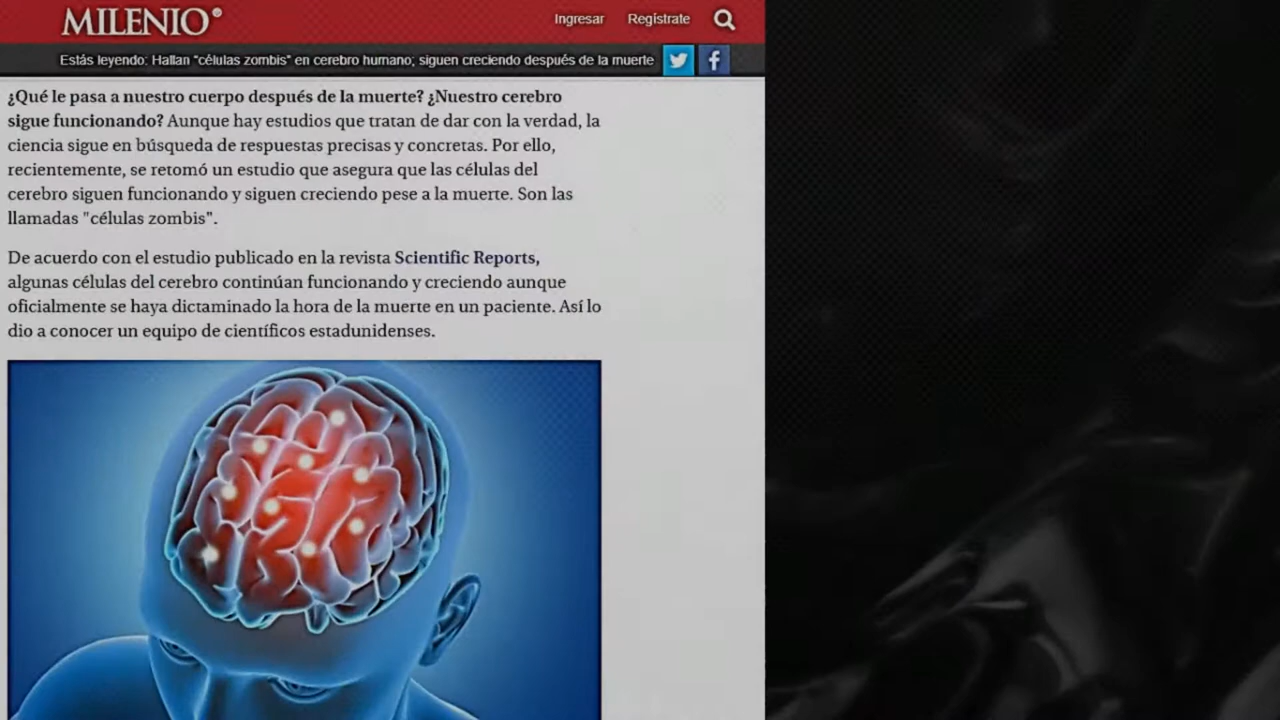 MILENIO®
Ingresar Regístrate
Estás leyendo: Hallan "células zombis" en cerebro humano; siguen creciendo después de la muerte
¿Qué le pasa a nuestro cuerpo después de la muerte? ¿Nuestro cerebro
sigue funcionando? Aunque hay estudios que tratan de dar con la verdad, la
ciencia sigue en búsqueda de respuestas precisas y concretas. Por ello,
recientemente, se retomó un estudio que asegura que las células del
cerebro siguen funcionando y siguen creciendo pese a la muerte. Son las
llamadas "células zombis".
De acuerdo con el estudio publicado en la revista Scientific Reports,
algunas células del cerebro continúan funcionando y creciendo aunque
oficialmente se haya dictaminado la hora de la muerte en un paciente. Así lo
dio a conocer un equipo de científicos estadunidenses.